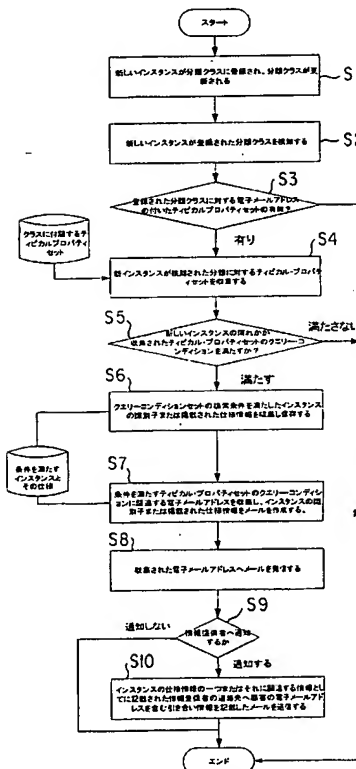 スタート
新しいインスタンスが分類クラスに登録され、分類クラスが更
新される
S
新しいインスタンスが登録された分類クラスを検知する
S2
S3
登録された分類クラスに対する電子メールアドレス
の付いたティピカルプロパティセットの有無?
有り
クラスに付随する
ティピカルプロパティ
セット
S4
新インスタンスが検知された分類に対するティピカル・プロパ
ティセットを収集する
S5
新しいインスタンスの何れかが
収集されたティピカル・プロパティセットのクエリーコ
ンディションを満たすか?
満たさない
満たす
S6
クエリーコンディションセットの検索条件を満たしたインスタンス
の識別子または掲載された仕様情報を収集し保存する
条件を満たす
インスタンスと
その仕様
S7
条件を満たすティピカル・プロパティセットのクエリーコンディ
ションに関連する電子メールアドレスを収集し、インスタンスの識
別子または掲載された仕様情報をメールを作成する。
S8
収集された電子メールアドレスへメールを発信する
S9
通知しない
情報提供者へ通知
するか
通知する
S10
インスタンスの仕様情報の一つまたはそれに関連する情報とし
てに記載された情報提供者の連絡先へ顧客の電子メールアド
レスを含む引き合い情報を記載したメールを送信する
エンド